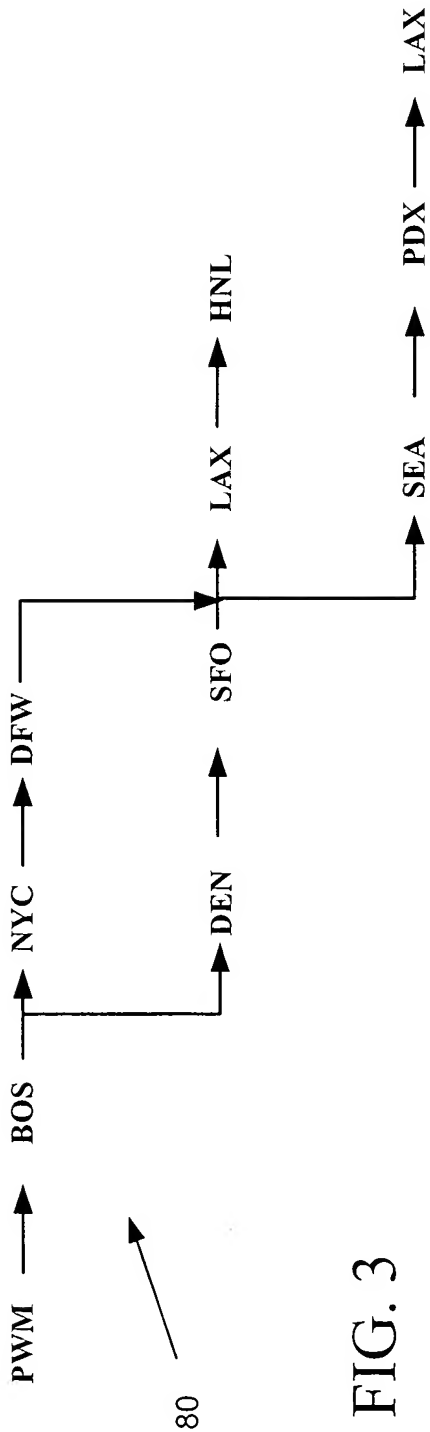 PWM BOS NYC DFW
DEN SFO LAX HNL
SEA PDX LAX
80
FIG. 3